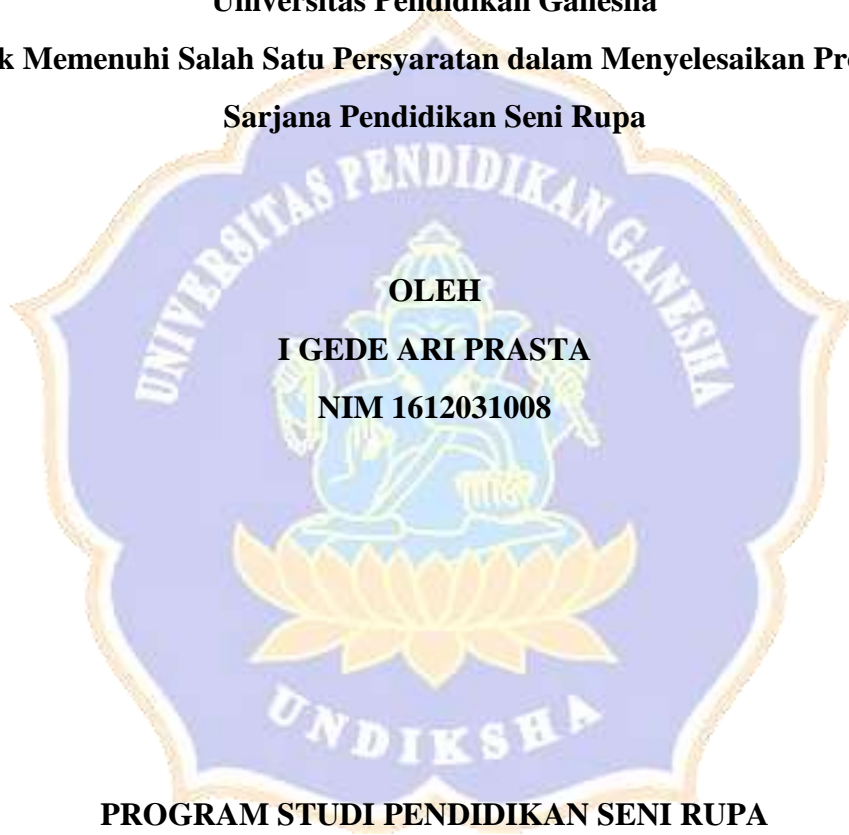 Universitas Pendidikan Ganesha
k Memenuhi Salah Satu Persyaratan dalam Menyelesaikan Pro
Sarjana Pendidikan Seni Rupa
UNIVERSITAS PENDIDIKAN GANESHA
OLEH
I GEDE ARI PRASTA
NIM 1612031008
UNDIKSHA
PROGRAM STUDI PENDIDIKAN SENI RUPA